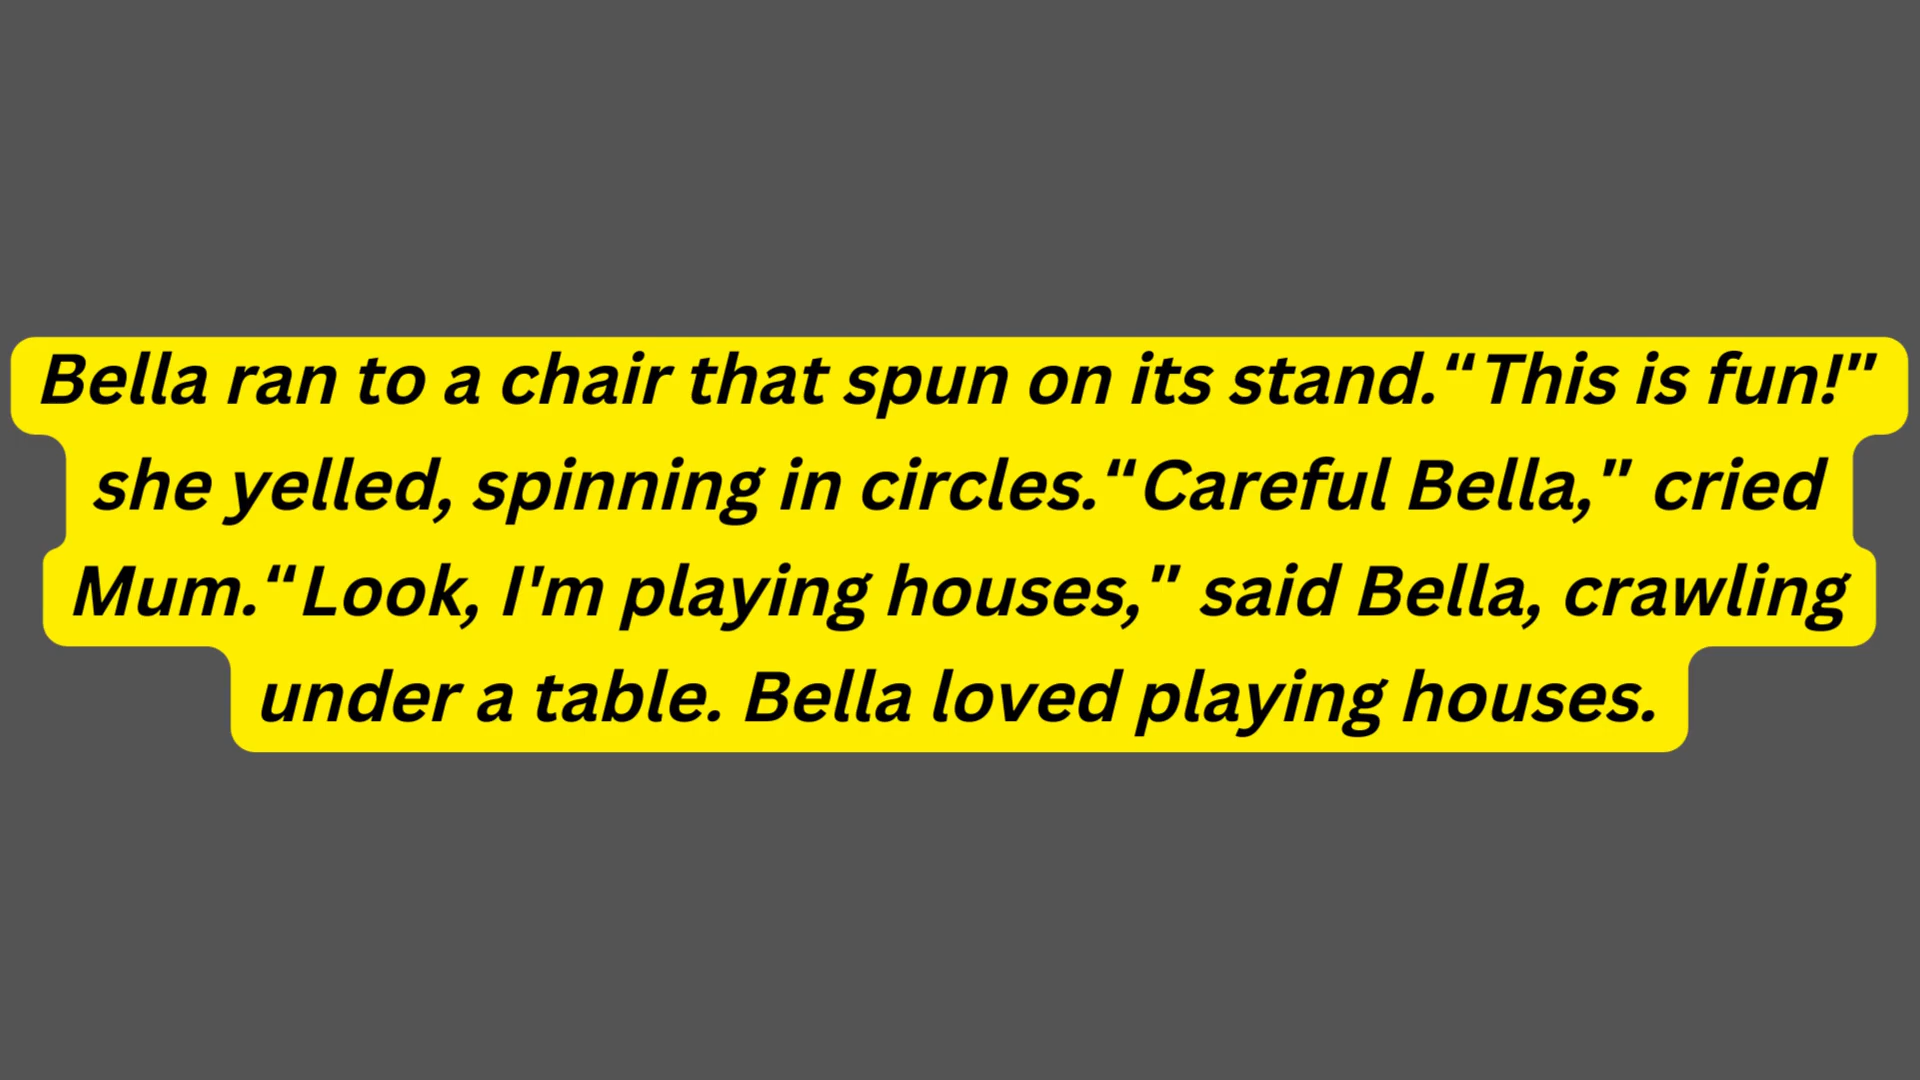 Bella ran to a chair that spun on its stand.“This is fun!”
she yelled, spinning in circles.“Careful Bella,” cried
Mum.“Look, I'm playing houses,” said Bella, crawling
under a table. Bella loved playing houses.